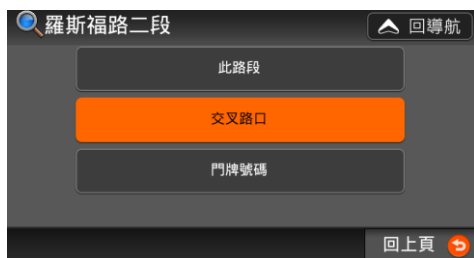 羅斯福路二段
回導航
此路段
交叉路口
門牌號碼
回上頁